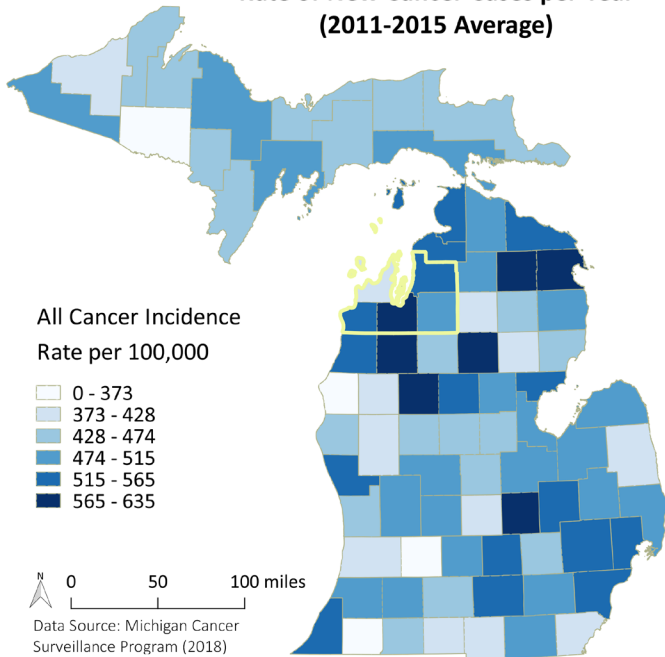 (2011-2015 Average)
All Cancer Incidence
Rate per 100,000
0 - 373
373 - 428
428 - 474
474 - 515
515 - 565
565 - 635
N
0 50 100 miles
Data Source: Michigan Cancer
Surveillance Program (2018)